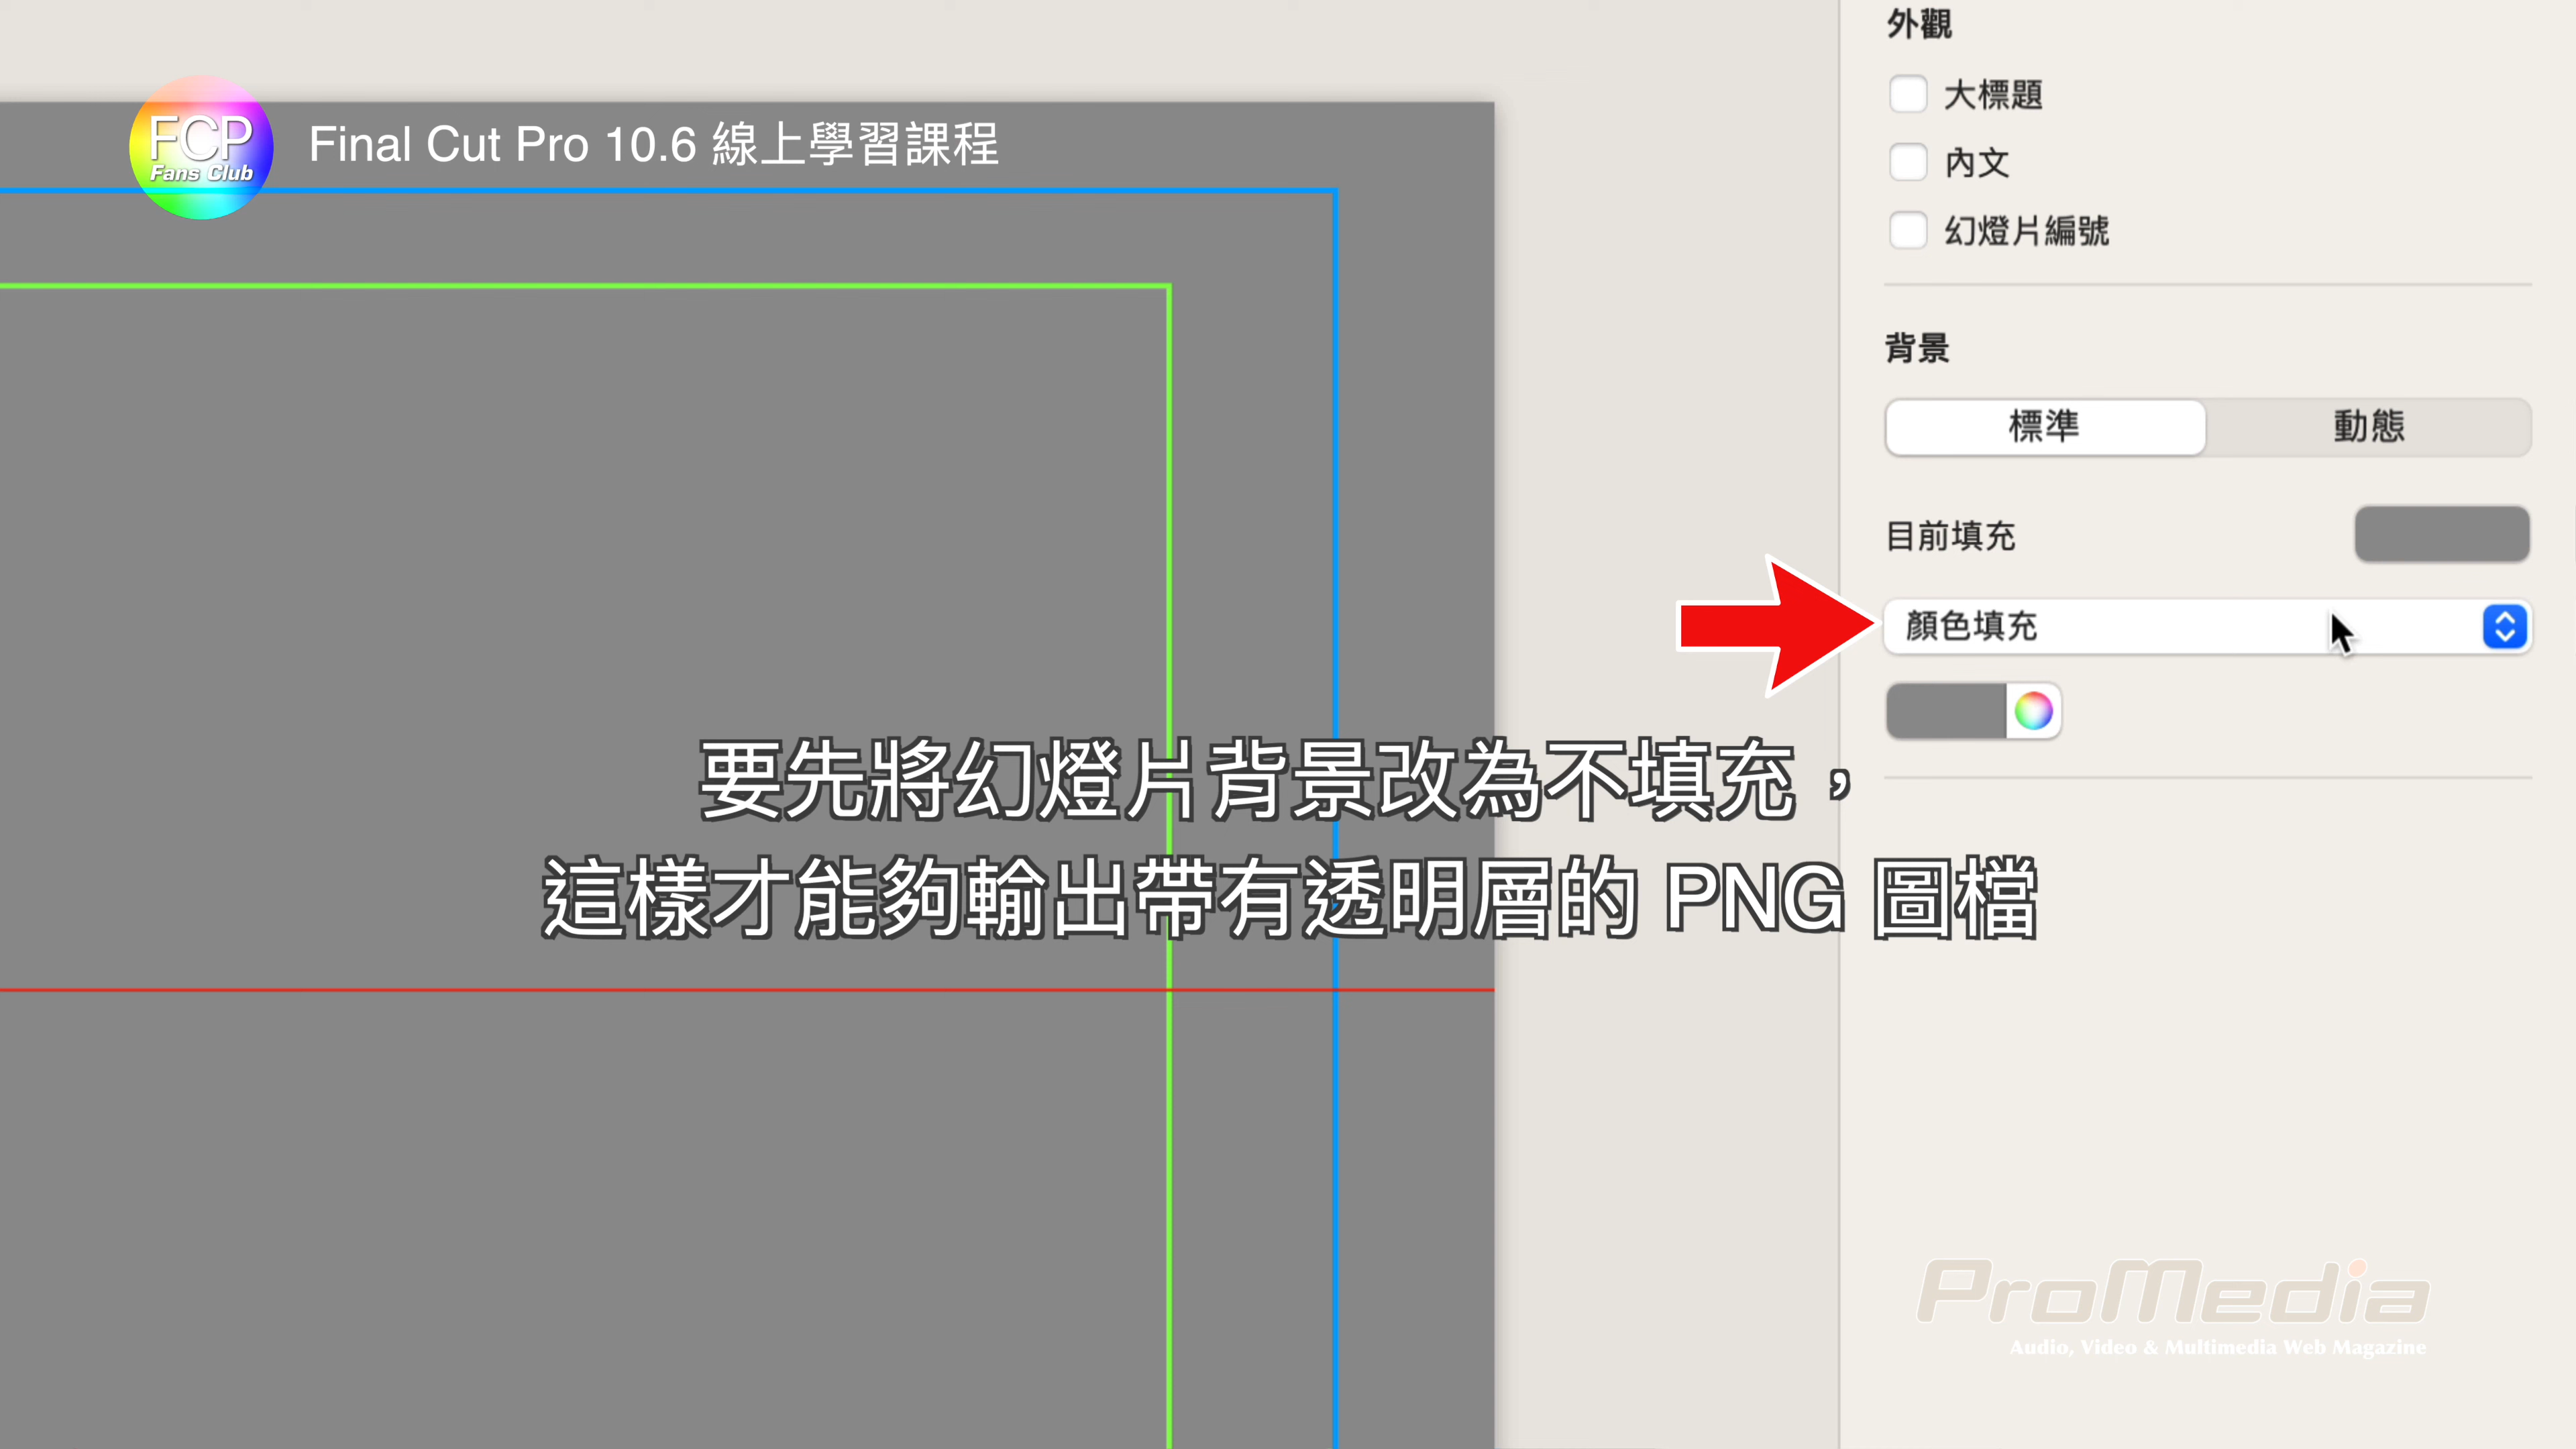 外觀
大標題
內文
幻燈片編號
FCP
Fans Club
Final Cut Pro 10.6 線上學習課程
背景
標準 動態
目前填充
顏色填充
要先將幻燈片背景改為不填充，
這樣才能夠輸出帶有透明層的 PNG 圖檔
ProMedia
Audio, Video & Multimedia Web Magazine